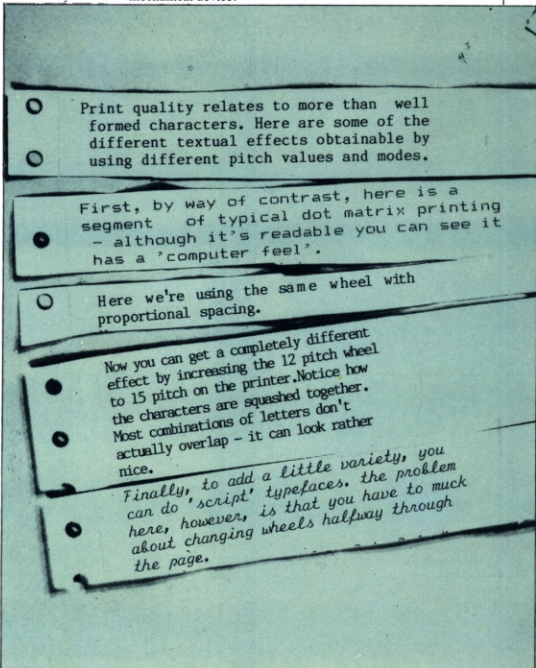 mechanical device.
Print quality relates to more than well
formed characters. Here are some of the
different textual effects obtainable by
using different pitch values and modes.
First, by way of contrast, here is a
segment of typical dot matrix printing
– although it's readable you can see it
has a 'computer feel'.
Here we're using the same wheel with
proportional spacing.
Now you can get a completely different
effect by increasing the 12 pitch wheel
to 15 pitch on the printer.Notice how
the characters are squashed together.
Most combinations of letters don't
actually overlap – it can look rather
nice.
Finally, to add a little variety, you
can do 'script' typefaces. the problem
here, however, is that you have to muck
about changing wheels halfway through
the page.